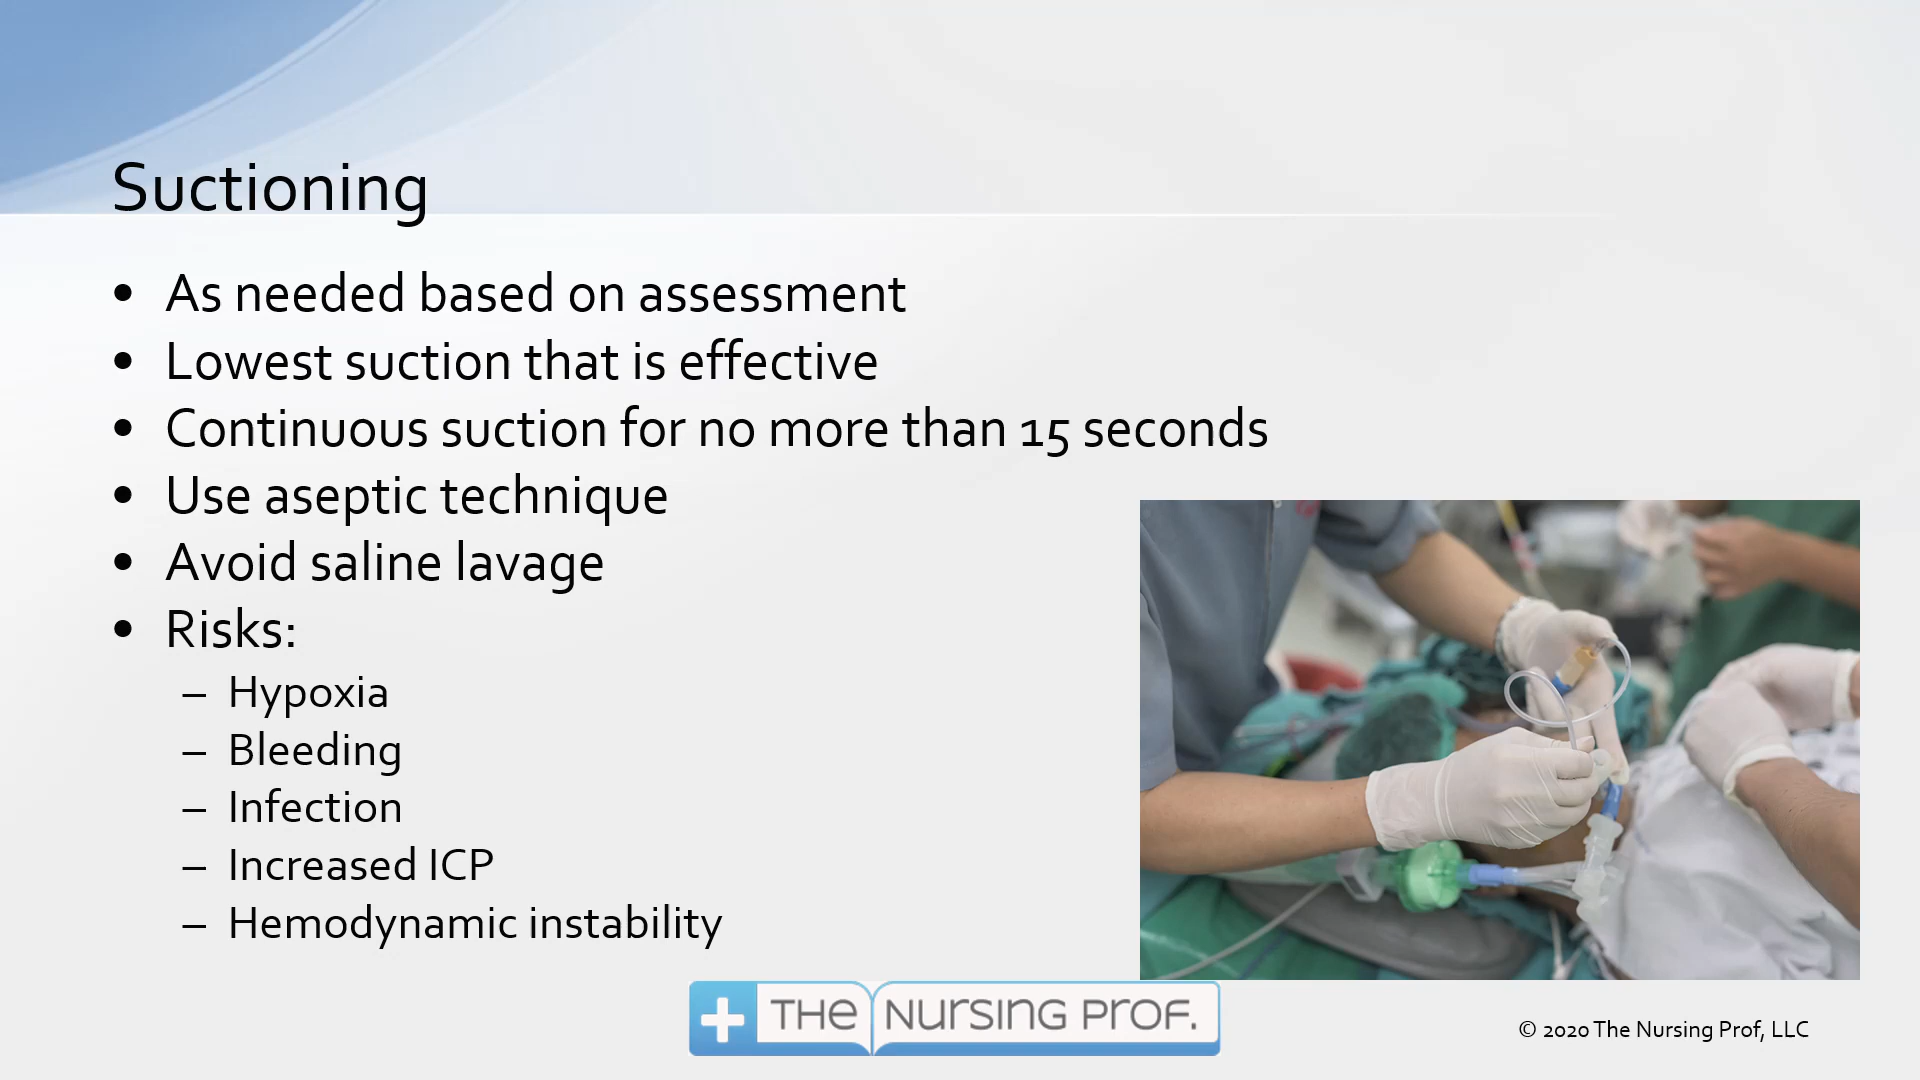 Suctioning
• As needed based on assessment
• Lowest suction that is effective
• Continuous suction for no more than 15 seconds
• Use aseptic technique
• Avoid saline lavage
• Risks:
– Hypoxia
– Bleeding
– Infection
– Increased ICP
– Hemodynamic instability
THE NURSING PROF.
© 2020 The Nursing Prof, LLC